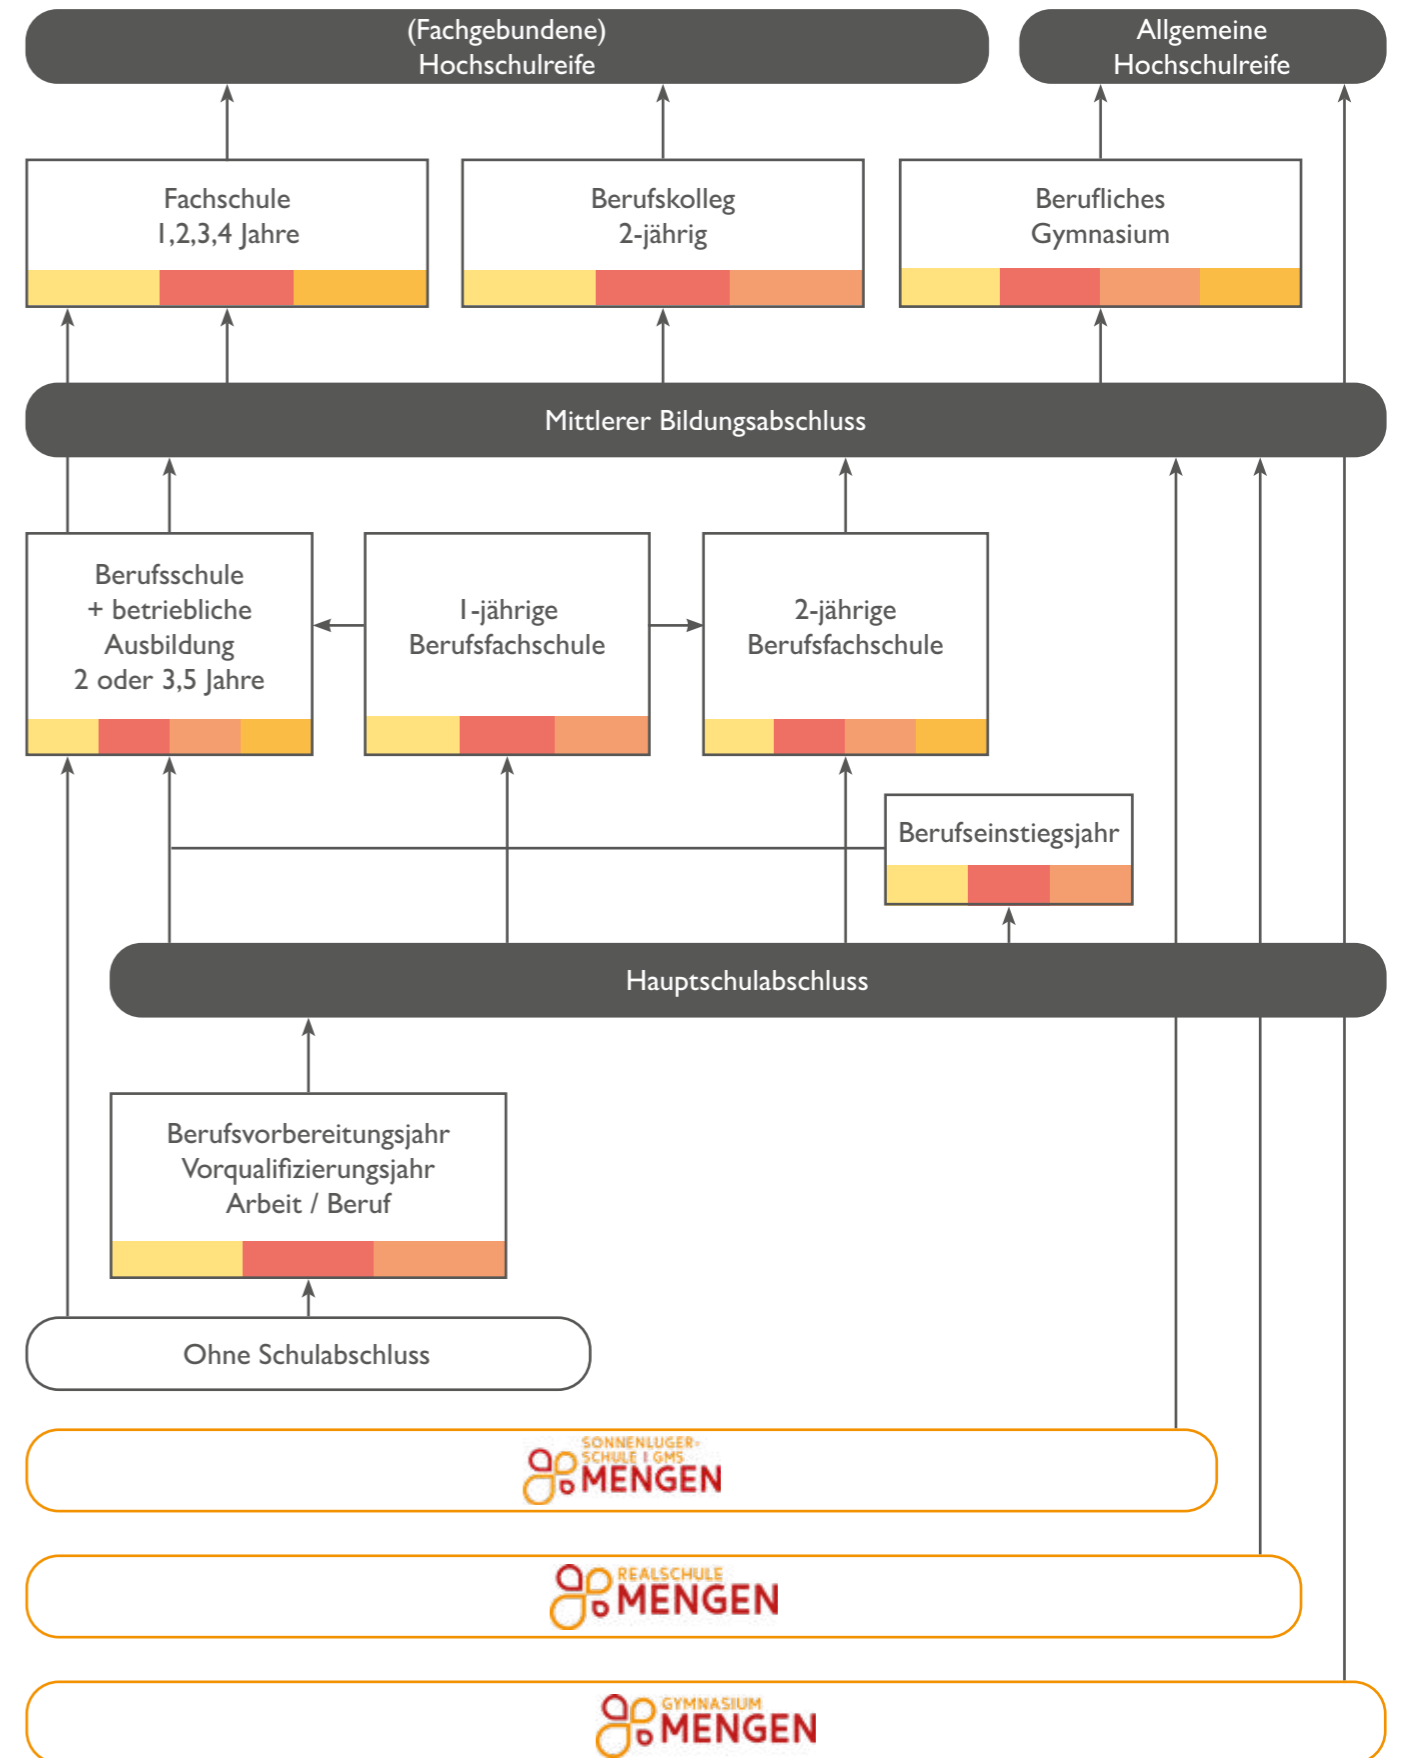 (Fachgebundene)
Hochschulreife
Allgemeine
Hochschulreife
Fachschule
1,2,3,4 Jahre
Berufskolleg
2-jährig
Berufliches
Gymnasium
Mittlerer Bildungsabschluss
Berufsschule
+ betriebliche
Ausbildung
2 oder 3,5 Jahre
1-jährige
Berufsfachschule
2-jährige
Berufsfachschule
Berufseinstiegsjahr
Hauptschulabschluss
Berufsvorbereitungsjahr
Vorqualifizierungsjahr
Arbeit / Beruf
Ohne Schulabschluss
SONNENLUGER-
SCHULE | GMS
MENGEN
REALSCHULE
MENGEN
GYMNASIUM
MENGEN